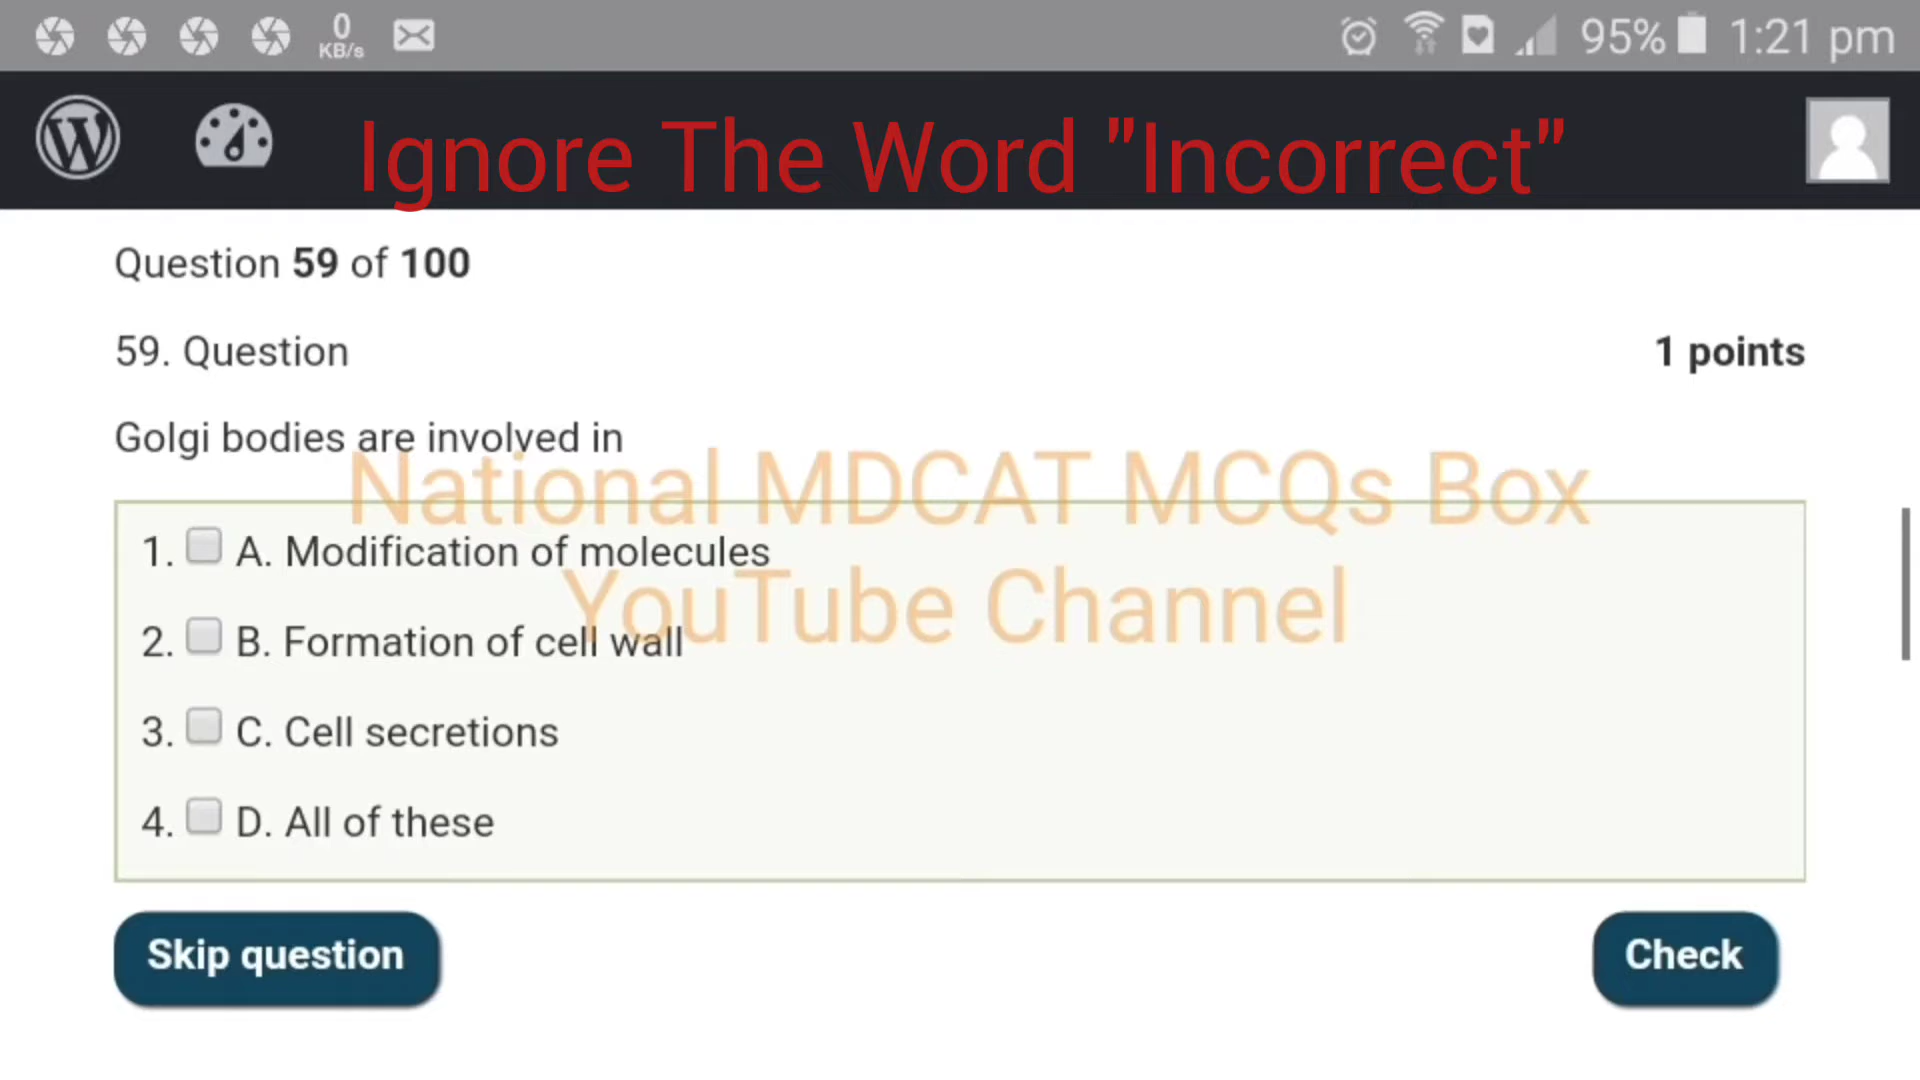 0
KB/s
95% 1:21 pm
Ignore The Word "Incorrect"
Question 59 of 100
59. Question
1 points
Golgi bodies are involved in
National MDCAT MCQs Box
YouTube Channel
1. A. Modification of molecules
2. B. Formation of cell wall
3. C. Cell secretions
4. D. All of these
Skip question
Check